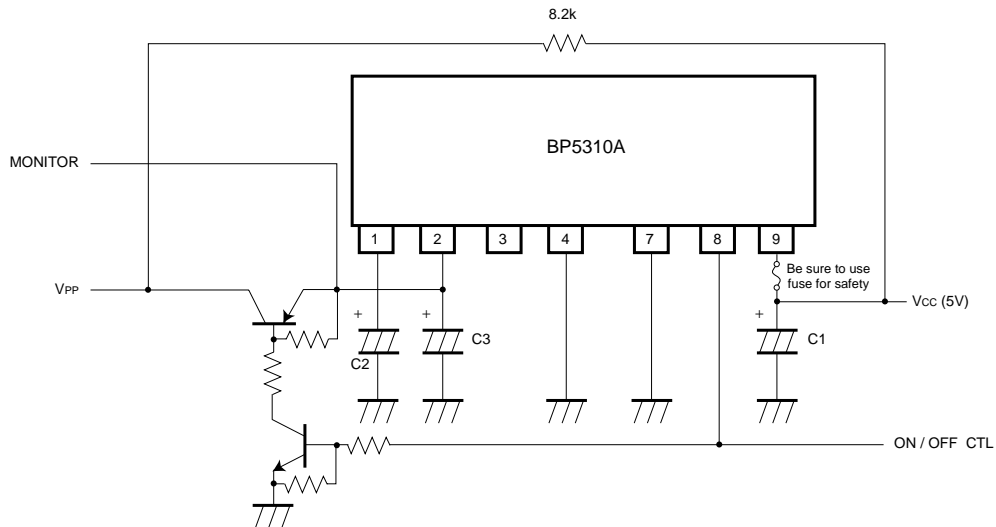 8.2k
BP5310A
MONITOR
1 2 3 4 7 8 9
Be sure to use
fuse for safety
VPP
VCC (5V)
+ + +
C2
C3
C1
ON / OFF CTL